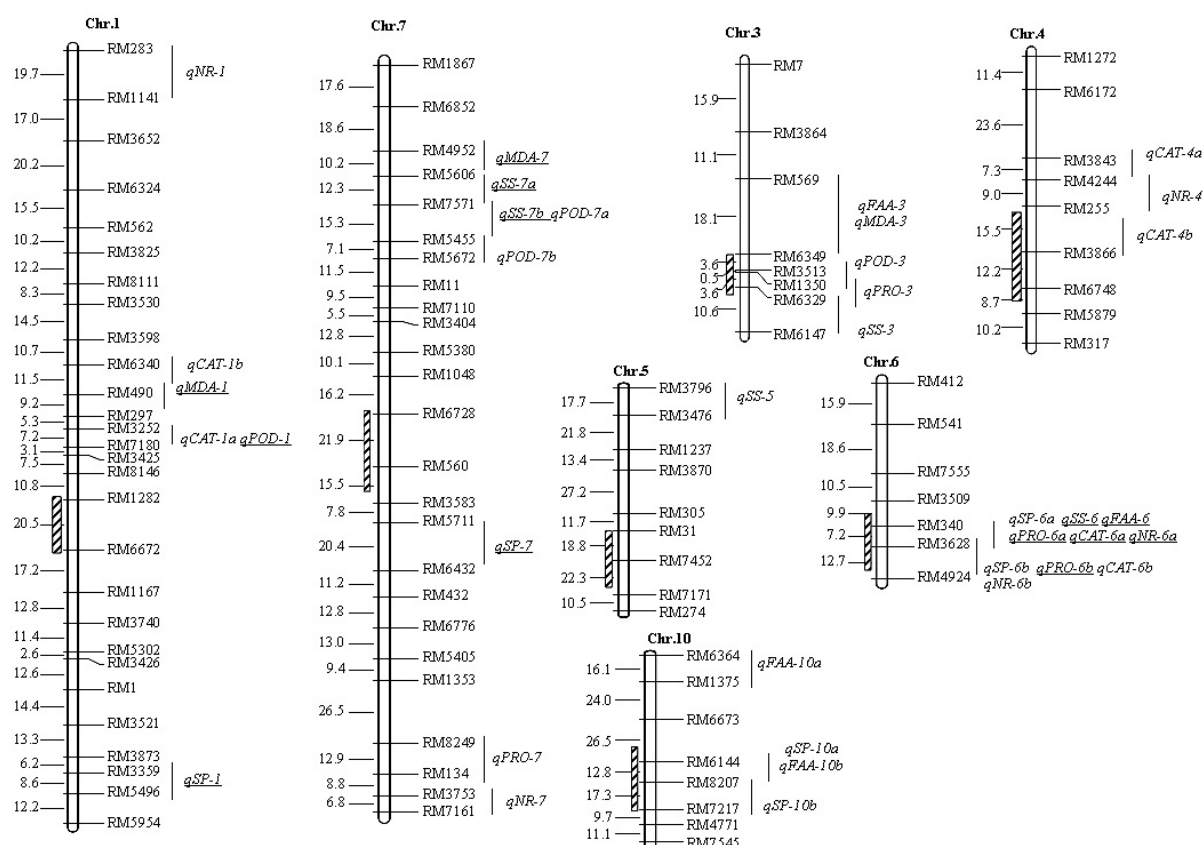 Chr.1
RM283
19.7
qNR-1
RM1141
17.0
RM3652
20.2
RM6324
15.5
RM562
10.2
RM3825
12.2
RM8111
8.3
RM3530
14.5
RM3598
10.7
RM6340
qCAT-1b
11.5
RM490
qMDA-1
9.2
RM297
5.3
RM3252
7.2
qCAT-1a qPOD-1
RM7180
3.1
RM3425
7.5
RM8146
10.8
RM1282
20.5
RM6672
17.2
RM1167
12.8
RM3740
11.4
RM5302
2.6
RM3426
12.6
RM1
14.4
RM3521
13.3
RM3873
6.2
RM3359
qSP-1
8.6
RM5496
12.2
RM5954
Chr.7
RM1867
17.6
RM6852
18.6
RM4952
qMDA-7
10.2
RM5606
12.3
qSS-7a
RM7571
qSS-7b qPOD-7a
15.3
RM5455
7.1
qPOD-7b
RM5672
11.5
RM11
9.5
RM7110
5.5
RM3404
12.8
RM5380
10.1
RM1048
16.2
RM6728
21.9
RM560
15.5
RM3583
7.8
RM5711
20.4
qSP-7
RM6432
11.2
RM432
12.8
RM6776
13.0
RM5405
9.4
RM1353
26.5
RM8249
12.9
qPRO-7
RM134
8.8
RM3753
6.8
qNR-7
RM7161
Chr.3
RM7
15.9
RM3864
11.1
RM569
qFAA-3
18.1
qMDA-3
RM6349
3.6
qPOD-3
RM3513
0.5
RM1350
3.6
qPRO-3
RM6329
10.6
qSS-3
RM6147
Chr.4
RM1272
11.4
RM6172
23.6
RM3843
qCAT-4a
7.3
RM4244
9.0
qNR-4
RM255
15.5
qCAT-4b
RM3866
12.2
RM6748
8.7
RM5879
10.2
RM317
Chr.5
RM3796
17.7
qSS-5
RM3476
21.8
RM1237
13.4
RM3870
27.2
RM305
11.7
RM31
18.8
RM7452
22.3
RM7171
10.5
RM274
Chr.6
RM412
15.9
RM541
18.6
RM7555
10.5
RM3509
9.9
RM340
qSP-6a qSS-6 qFAA-6
7.2
qPRO-6a qCAT-6a qNR-6a
RM3628
12.7
qSP-6b qPRO-6b qCAT-6b
RM4924
qNR-6b
Chr.10
RM6364
16.1
qFAA-10a
RM1375
24.0
RM6673
26.5
qSP-10a
RM6144
qFAA-10b
12.8
RM8207
17.3
qSP-10b
RM7217
9.7
RM4771
11.1
RM7545